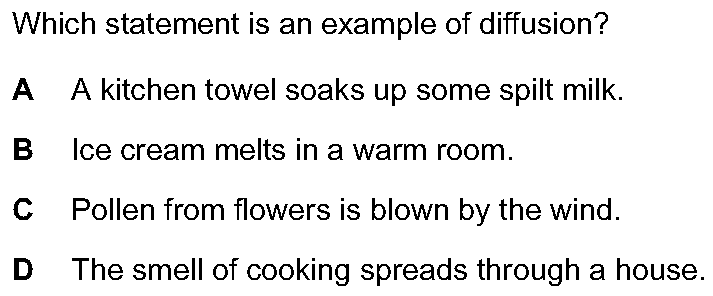 Which statement is an example of diffusion?
A A kitchen towel soaks up some spilt milk.
B Ice cream melts in a warm room.
C Pollen from flowers is blown by the wind.
D The smell of cooking spreads through a house.